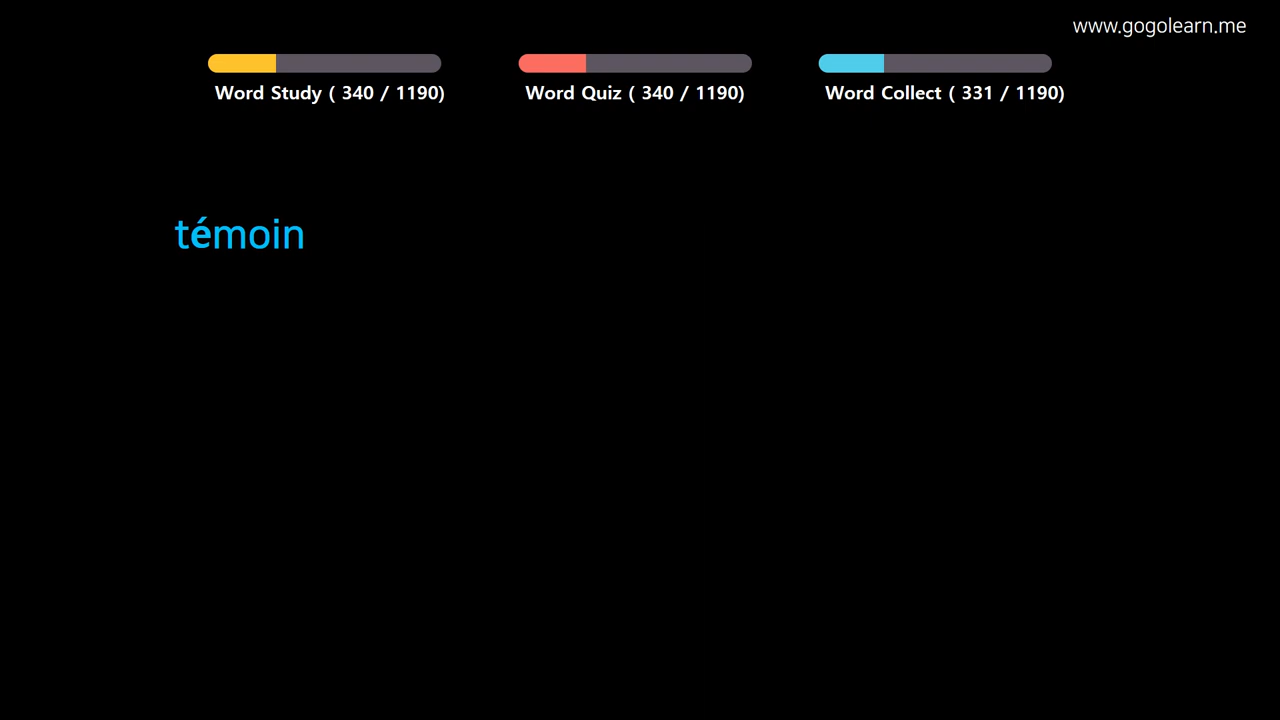 www.gogolearn.me
Word Study ( 340 / 1190)
Word Quiz ( 340 / 1190)
Word Collect ( 331 / 1190)
témoin